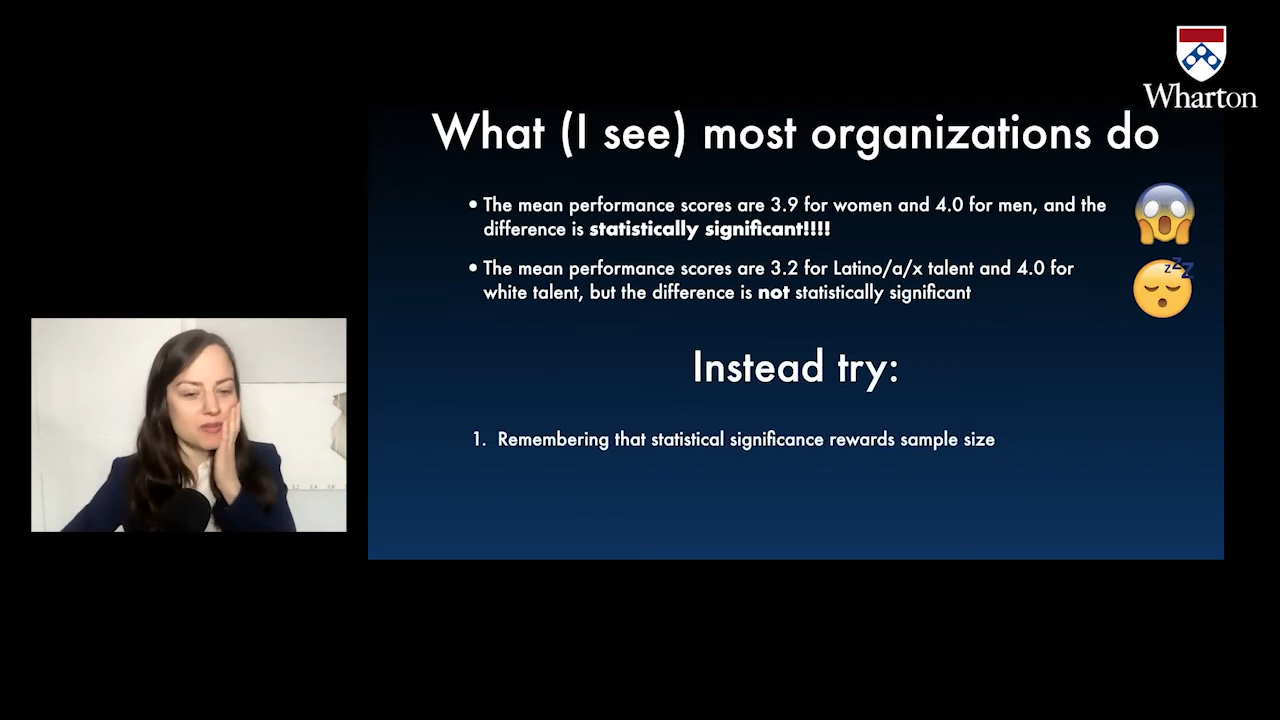 Wharton
What (I see) most organizations do
• The mean performance scores are 3.9 for women and 4.0 for men, and the
difference is statistically significant!!!!
• The mean performance scores are 3.2 for Latino/a/x talent and 4.0 for
white talent, but the difference is not statistically significant
zzZ
Instead try:
1. Remembering that statistical significance rewards sample size